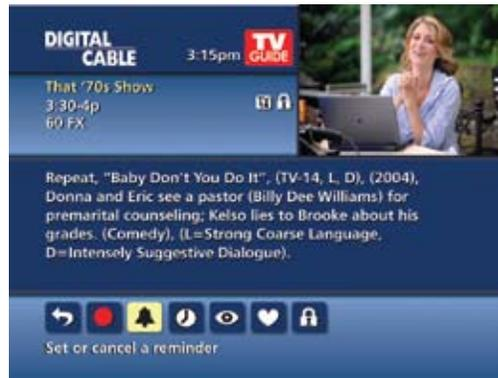 DIGITAL
CABLE
3:15pm
TV
GUIDE
That '70s Show
3:30-4p
60 FX
Repeat, "Baby Don't You Do It", (TV-14, L, D), (2004),
Donna and Eric see a pastor (Billy Dee Williams) for
premarital counseling; Kelso lies to Brooke about his
grades. (Comedy), (L=Strong Coarse Language,
D=Intensely Suggestive Dialogue).
Set or cancel a reminder